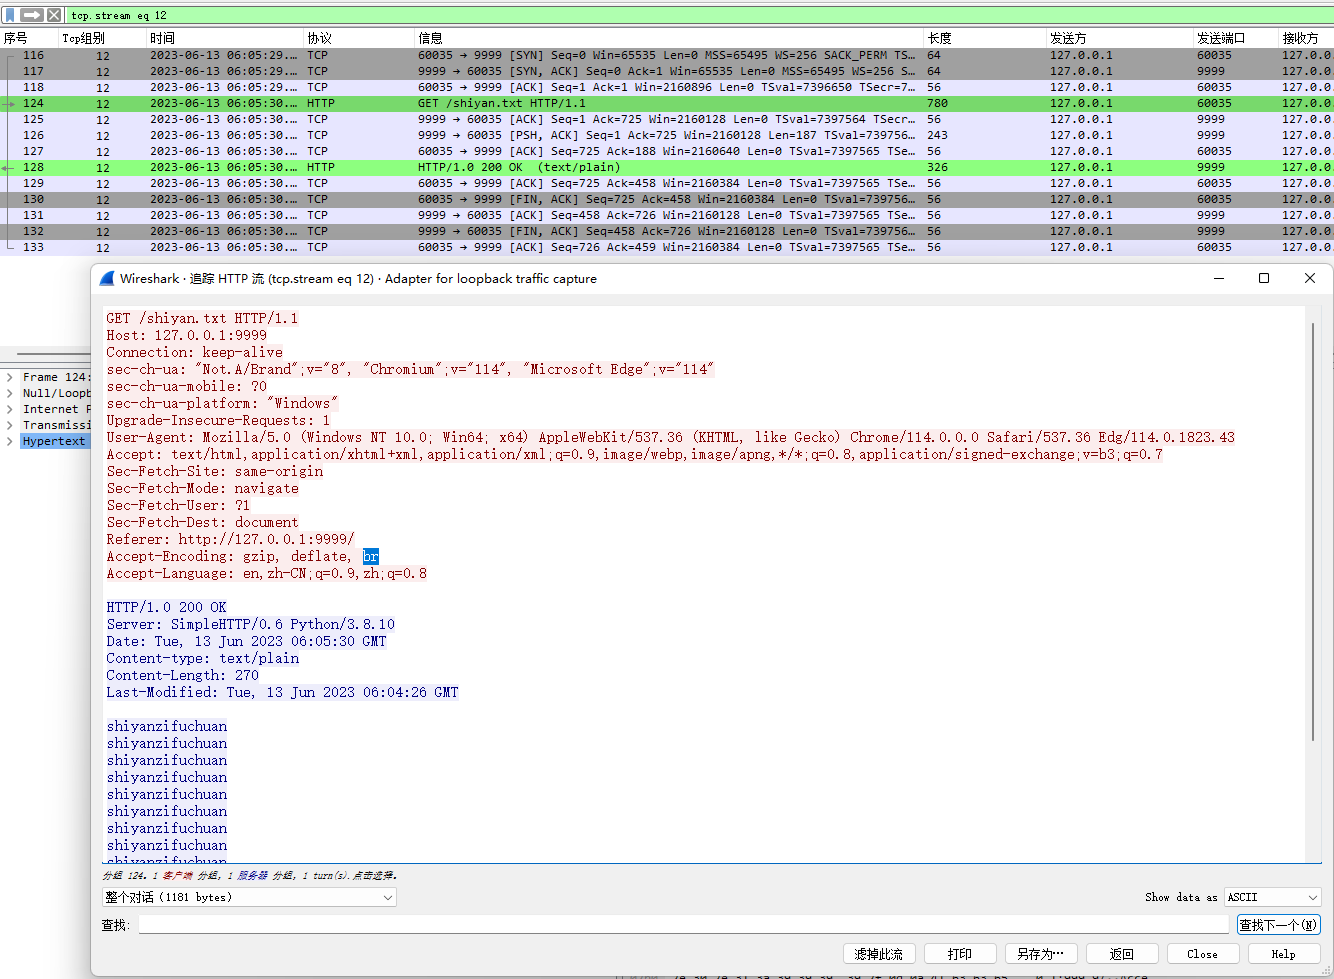 tcp.stream eq 12
序号 Tcp组别 时间 协议 信息 长度 发送方 发送端口 接收方
116 12 2023-06-13 06:05:29.… TCP 60035 → 9999 [SYN] Seq=0 Win=65535 Len=0 MSS=65495 WS=256 SACK_PERM TS… 64 127.0.0.1 60035 127.0.0
117 12 2023-06-13 06:05:29.… TCP 9999 → 60035 [SYN, ACK] Seq=0 Ack=1 Win=65535 Len=0 MSS=65495 WS=256 S… 64 127.0.0.1 9999 127.0.0
118 12 2023-06-13 06:05:29.… TCP 60035 → 9999 [ACK] Seq=1 Ack=1 Win=2160896 Len=0 TSval=7396650 TSecr=7… 56 127.0.0.1 60035 127.0.0
124 12 2023-06-13 06:05:30.… HTTP GET /shiyan.txt HTTP/1.1 780 127.0.0.1 60035 127.0.0
125 12 2023-06-13 06:05:30.… TCP 9999 → 60035 [ACK] Seq=1 Ack=725 Win=2160128 Len=0 TSval=7397564 TSecr… 56 127.0.0.1 9999 127.0.0
126 12 2023-06-13 06:05:30.… TCP 9999 → 60035 [PSH, ACK] Seq=1 Ack=725 Win=2160128 Len=187 TSval=739756… 243 127.0.0.1 9999 127.0.0
127 12 2023-06-13 06:05:30.… TCP 60035 → 9999 [ACK] Seq=725 Ack=188 Win=2160640 Len=0 TSval=7397565 TSe… 56 127.0.0.1 60035 127.0.0
128 12 2023-06-13 06:05:30.… HTTP HTTP/1.0 200 OK (text/plain) 326 127.0.0.1 9999 127.0.0
129 12 2023-06-13 06:05:30.… TCP 60035 → 9999 [ACK] Seq=725 Ack=458 Win=2160384 Len=0 TSval=7397565 TSe… 56 127.0.0.1 60035 127.0.0
130 12 2023-06-13 06:05:30.… TCP 60035 → 9999 [FIN, ACK] Seq=725 Ack=458 Win=2160384 Len=0 TSval=739756… 56 127.0.0.1 60035 127.0.0
131 12 2023-06-13 06:05:30.… TCP 9999 → 60035 [ACK] Seq=458 Ack=726 Win=2160128 Len=0 TSval=7397565 TSe… 56 127.0.0.1 9999 127.0.0
132 12 2023-06-13 06:05:30.… TCP 9999 → 60035 [FIN, ACK] Seq=458 Ack=726 Win=2160128 Len=0 TSval=739756… 56 127.0.0.1 9999 127.0.0
133 12 2023-06-13 06:05:30.… TCP 60035 → 9999 [ACK] Seq=726 Ack=459 Win=2160384 Len=0 TSval=7397565 TSe… 56 127.0.0.1 60035 127.0.0
Frame 124:
Null/Loopb
Internet P
Transmissi
Hypertext
Wireshark · 追踪 HTTP 流 (tcp.stream eq 12) · Adapter for loopback traffic capture
GET /shiyan.txt HTTP/1.1
Host: 127.0.0.1:9999
Connection: keep-alive
sec-ch-ua: "Not.A/Brand";v="8", "Chromium";v="114", "Microsoft Edge";v="114"
sec-ch-ua-mobile: ?0
sec-ch-ua-platform: "Windows"
Upgrade-Insecure-Requests: 1
User-Agent: Mozilla/5.0 (Windows NT 10.0; Win64; x64) AppleWebKit/537.36 (KHTML, like Gecko) Chrome/114.0.0.0 Safari/537.36 Edg/114.0.1823.43
Accept: text/html,application/xhtml+xml,application/xml;q=0.9,image/webp,image/apng,*/*;q=0.8,application/signed-exchange;v=b3;q=0.7
Sec-Fetch-Site: same-origin
Sec-Fetch-Mode: navigate
Sec-Fetch-User: ?1
Sec-Fetch-Dest: document
Referer: http://127.0.0.1:9999/
Accept-Encoding: gzip, deflate, br
Accept-Language: en,zh-CN;q=0.9,zh;q=0.8
HTTP/1.0 200 OK
Server: SimpleHTTP/0.6 Python/3.8.10
Date: Tue, 13 Jun 2023 06:05:30 GMT
Content-type: text/plain
Content-Length: 270
Last-Modified: Tue, 13 Jun 2023 06:04:26 GMT
shiyanzifuchuan
shiyanzifuchuan
shiyanzifuchuan
shiyanzifuchuan
shiyanzifuchuan
shiyanzifuchuan
shiyanzifuchuan
shiyanzifuchuan
shiyanzifuchuan
分组 124. 1 客户端 分组, 1 服务器 分组, 1 turn(s).点击选择.
整个对话 (1181 bytes) Show data as ASCII
查找: 查找下一个(N)
滤掉此流 打印 另存为… 返回 Close Help